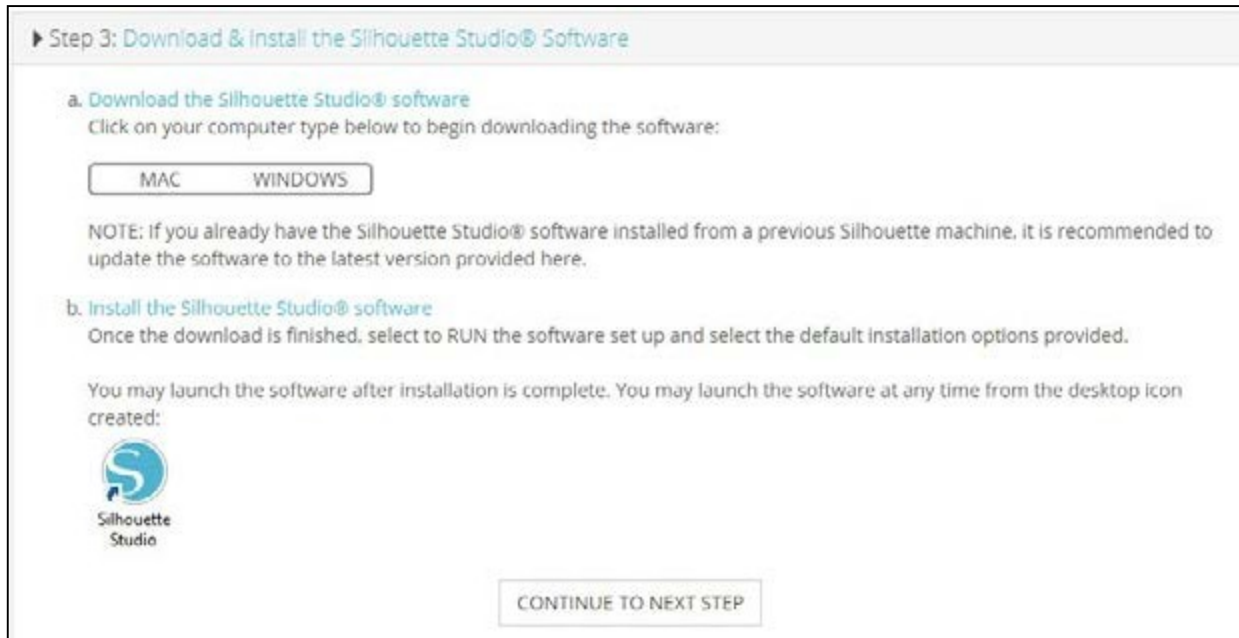 Step 3: Download & Install the Silhouette Studio® Software
a. Download the Silhouette Studio® software
Click on your computer type below to begin downloading the software:
MAC WINDOWS
NOTE: If you already have the Silhouette Studio® software installed from a previous Silhouette machine, it is recommended to
update the software to the latest version provided here.
b. Install the Silhouette Studio® software
Once the download is finished, select to RUN the software set up and select the default installation options provided.
You may launch the software after installation is complete. You may launch the software at any time from the desktop icon
created:
S
Silhouette
Studio
CONTINUE TO NEXT STEP